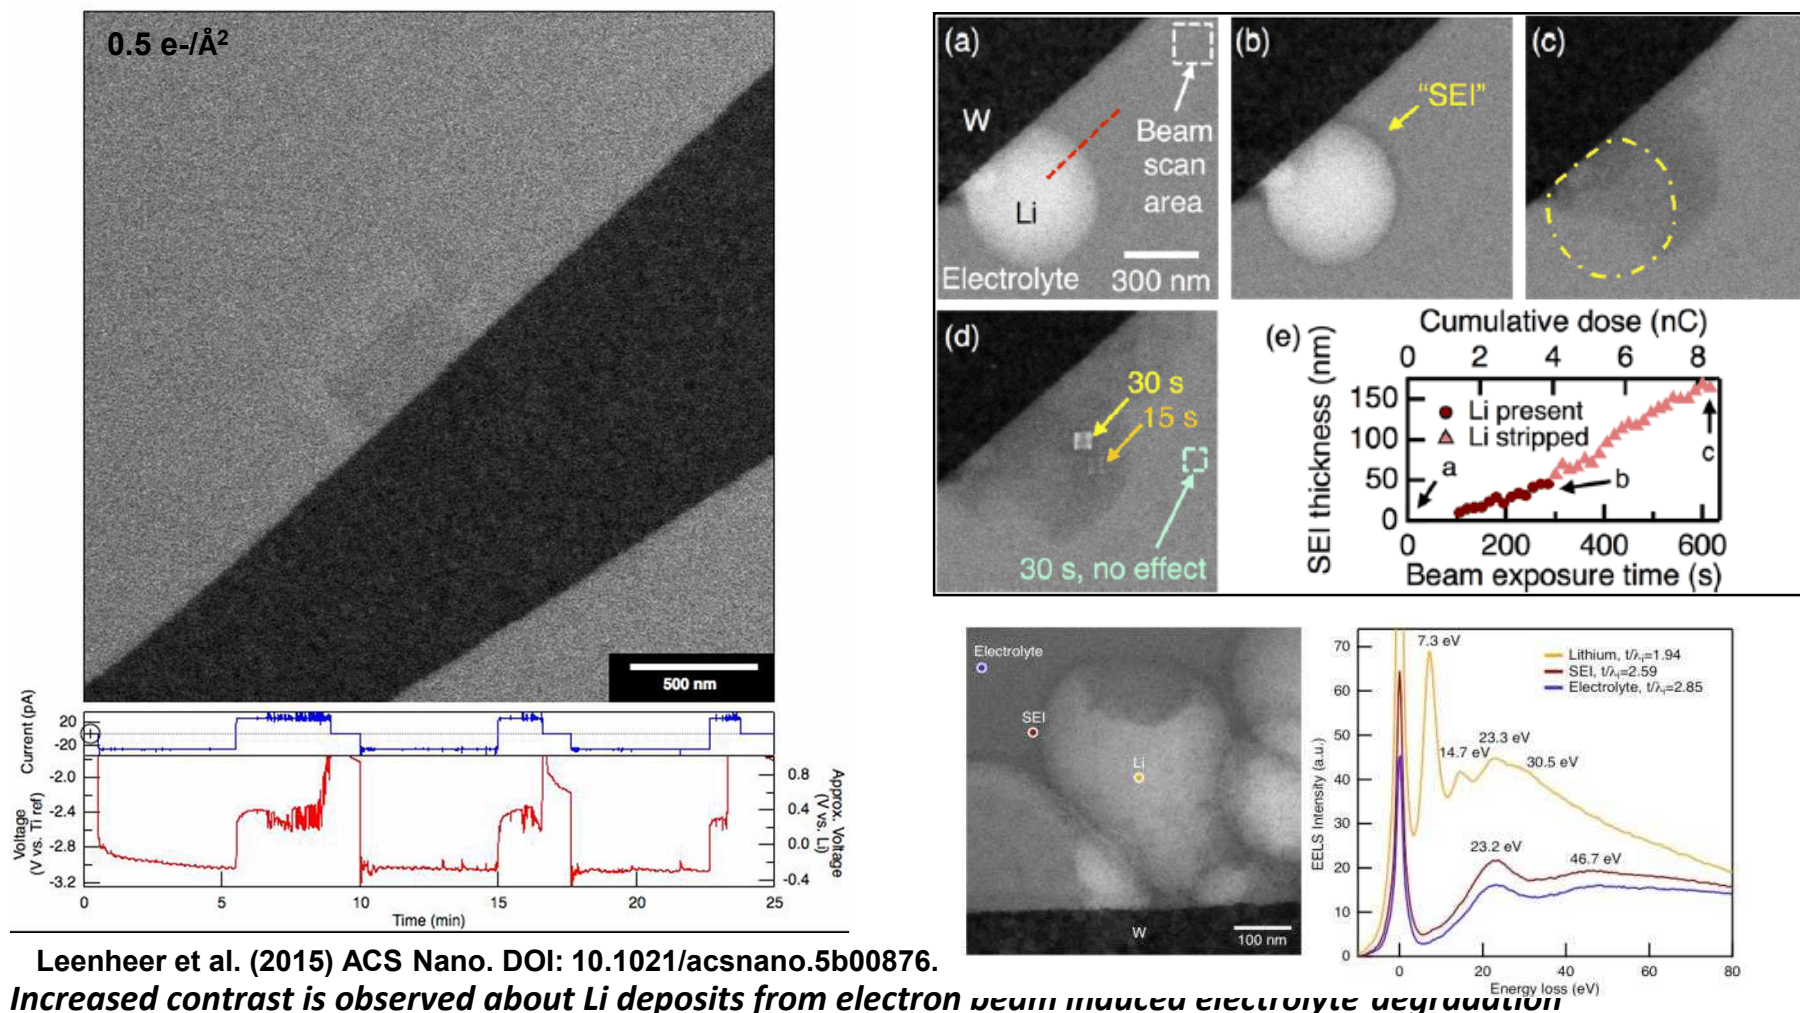 0.5 e-/Å²
500 nm
Current (pA)
20
-20
Voltage
(V vs. Ti ref)
-2.0
-2.4
-2.8
-3.2
0.8
0.4
0.0
-0.4
Approx. Voltage
(V vs. Li)
0 5 10 15 20 25
Time (min)
(a)
W
Li
Beam
scan
area
Electrolyte
300 nm
(b)
"SEI"
(c)
(d)
30 s
15 s
30 s, no effect
(e)
Cumulative dose (nC)
0 2 4 6 8
SEI thickness (nm)
150
100
50
0
Li present
Li stripped
a
b
c
0 200 400 600
Beam exposure time (s)
Electrolyte
SEI
Li
W
100 nm
EELS Intensity (a.u.)
70
60
50
40
30
20
10
0
7.3 eV
14.7 eV
23.3 eV
30.5 eV
23.2 eV
46.7 eV
Lithium, t/λᵢ=1.94
SEI, t/λᵢ=2.59
Electrolyte, t/λᵢ=2.85
0 20 40 60 80
Energy loss (eV)
Leenheer et al. (2015) ACS Nano. DOI: 10.1021/acsnano.5b00876.
Increased contrast is observed about Li deposits from electron beam induced electrolyte degradation